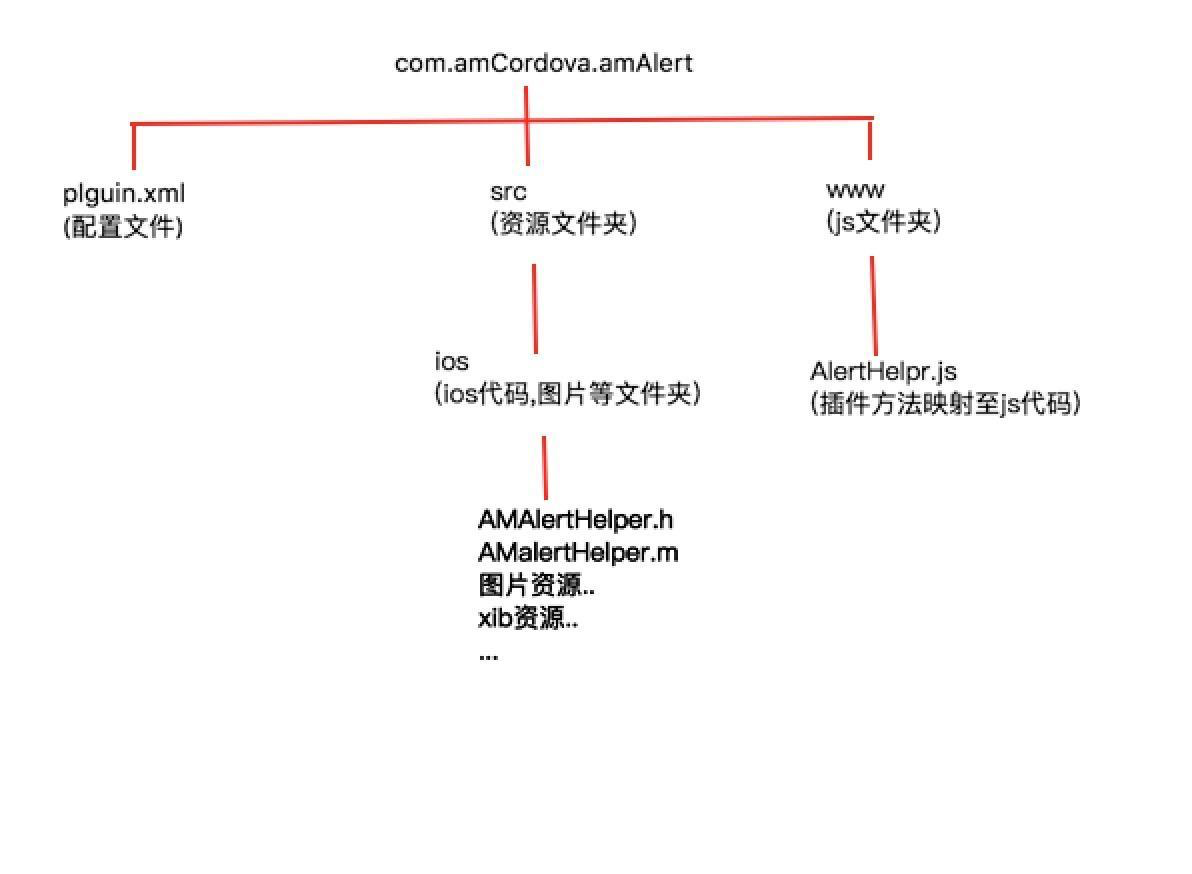 com.amCordova.amAlert
plguin.xml
(配置文件)
src
(资源文件夹)
www
(js文件夹)
ios
(ios代码,图片等文件夹)
AlertHelpr.js
(插件方法映射至js代码)
AMAlertHelper.h
AMalertHelper.m
图片资源..
xib资源..
...